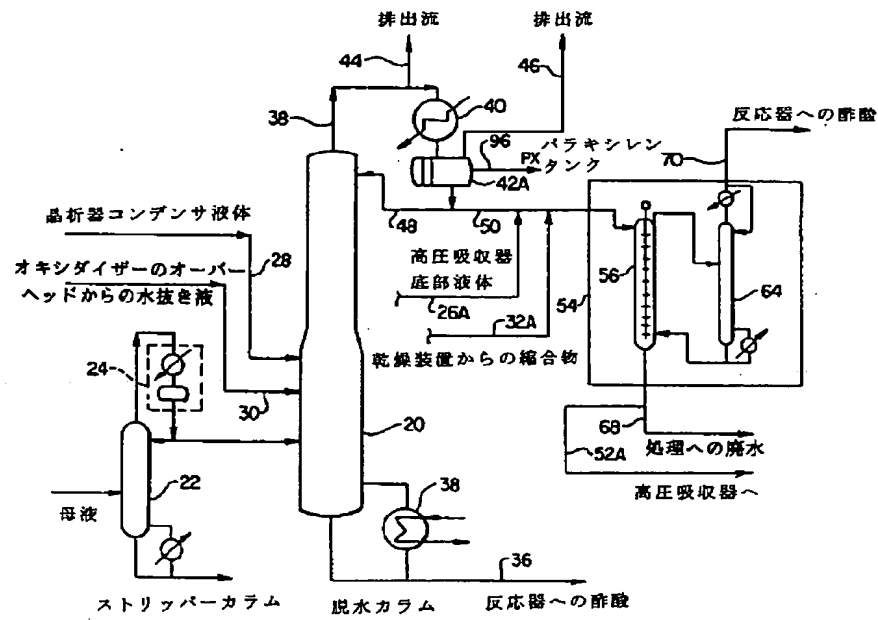 排出流
排出流
44
46
38
40
96
PX
パラキシレン
タンク
42A
反応器への酢酸
70
晶析器コンデンサ液体
28
48
50
オキシダイザーのオーバー
ヘッドからの水抜き液
高圧吸収器
底部液体
26A
32A
乾燥装置からの縮合物
54
56
64
24
30
20
22
母液
38
68
処理への廃水
52A
高圧吸収器へ
36
ストリッパーカラム
脱水カラム
反応器への酢酸